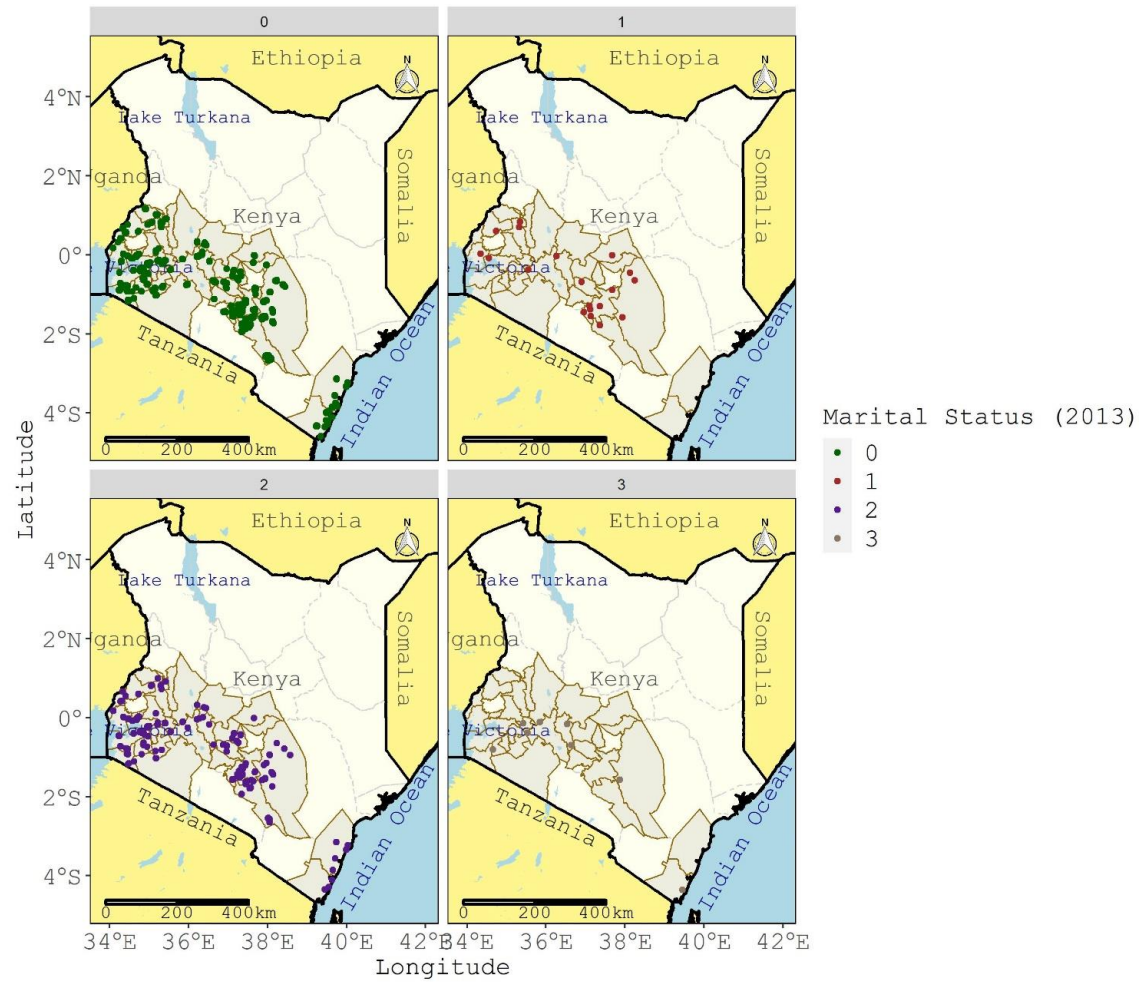 0
1
Ethiopia
N
Lake Turkana
Somalia
ganda
Kenya
Victoria
Tanzania
Indian Ocean
0 200 400km
Ethiopia
N
Lake Turkana
Somalia
ganda
Kenya
Victoria
Tanzania
Indian Ocean
0 200 400km
4°N
2°N
0°
2°S
4°S
2
3
Ethiopia
N
Lake Turkana
Somalia
ganda
Kenya
Victoria
Tanzania
Indian Ocean
0 200 400km
Ethiopia
N
Lake Turkana
Somalia
ganda
Kenya
Victoria
Tanzania
Indian Ocean
0 200 400km
4°N
2°N
0°
2°S
4°S
34°E 36°E 38°E 40°E 42°E
34°E 36°E 38°E 40°E 42°E
Latitude
Longitude
Marital Status (2013)
0
1
2
3